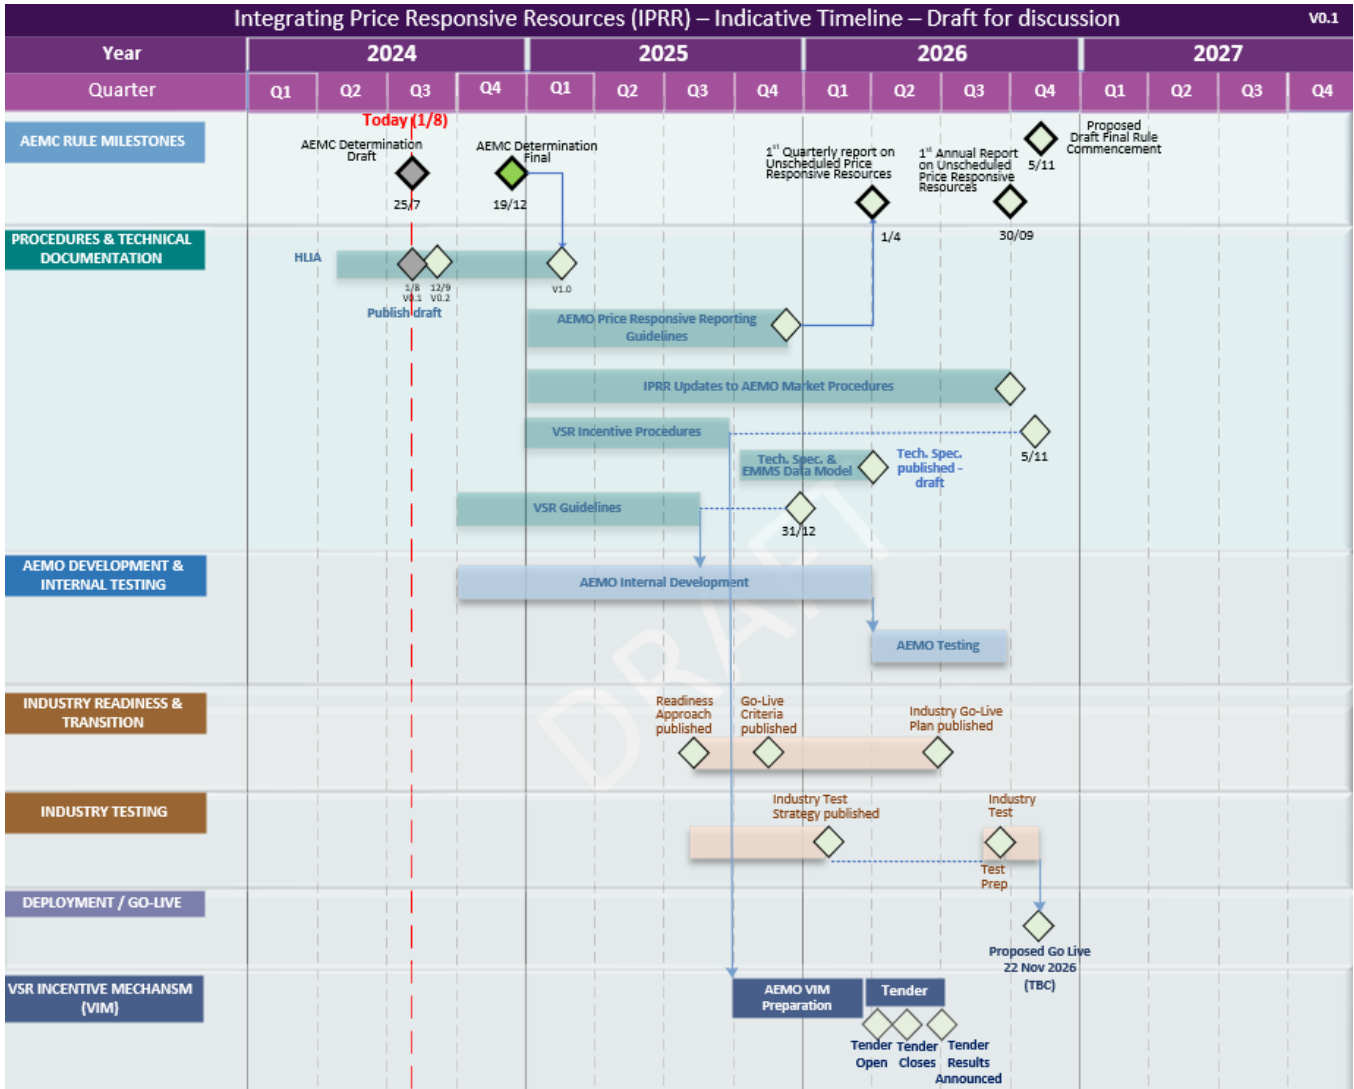 Integrating Price Responsive Resources (IPRR) – Indicative Timeline – Draft for discussion
V0.1
Year
2024
2025
2026
2027
Quarter
Q1
Q2
Q3
Q4
Q1
Q2
Q3
Q4
Q1
Q2
Q3
Q4
Q1
Q2
Q3
Q4
Today (1/8)
AEMC RULE MILESTONES
AEMC Determination
Draft
25/7
AEMC Determination
Final
19/12
1st Quarterly report on
Unscheduled Price
Responsive Resources
1/4
1st Annual Report
on Unscheduled
Price Responsive
Resources
30/09
5/11
Proposed
Draft Final Rule
Commencement
PROCEDURES & TECHNICAL
DOCUMENTATION
HLIA
1/8
V0.1
12/9
V0.2
V1.0
Publish draft
AEMO Price Responsive Reporting
Guidelines
IPRR Updates to AEMO Market Procedures
VSR Incentive Procedures
5/11
Tech. Spec. &
EMMS Data Model
Tech. Spec.
published -
draft
VSR Guidelines
31/12
AEMO DEVELOPMENT &
INTERNAL TESTING
AEMO Internal Development
AEMO Testing
DRAFT
INDUSTRY READINESS &
TRANSITION
Readiness
Approach
published
Go-Live
Criteria
published
Industry Go-Live
Plan published
INDUSTRY TESTING
Industry Test
Strategy published
Industry
Test
Test
Prep
DEPLOYMENT / GO-LIVE
Proposed Go Live
22 Nov 2026
(TBC)
VSR INCENTIVE MECHANSM
(VIM)
AEMO VIM
Preparation
Tender
Tender
Open
Tender
Closes
Tender
Results
Announced